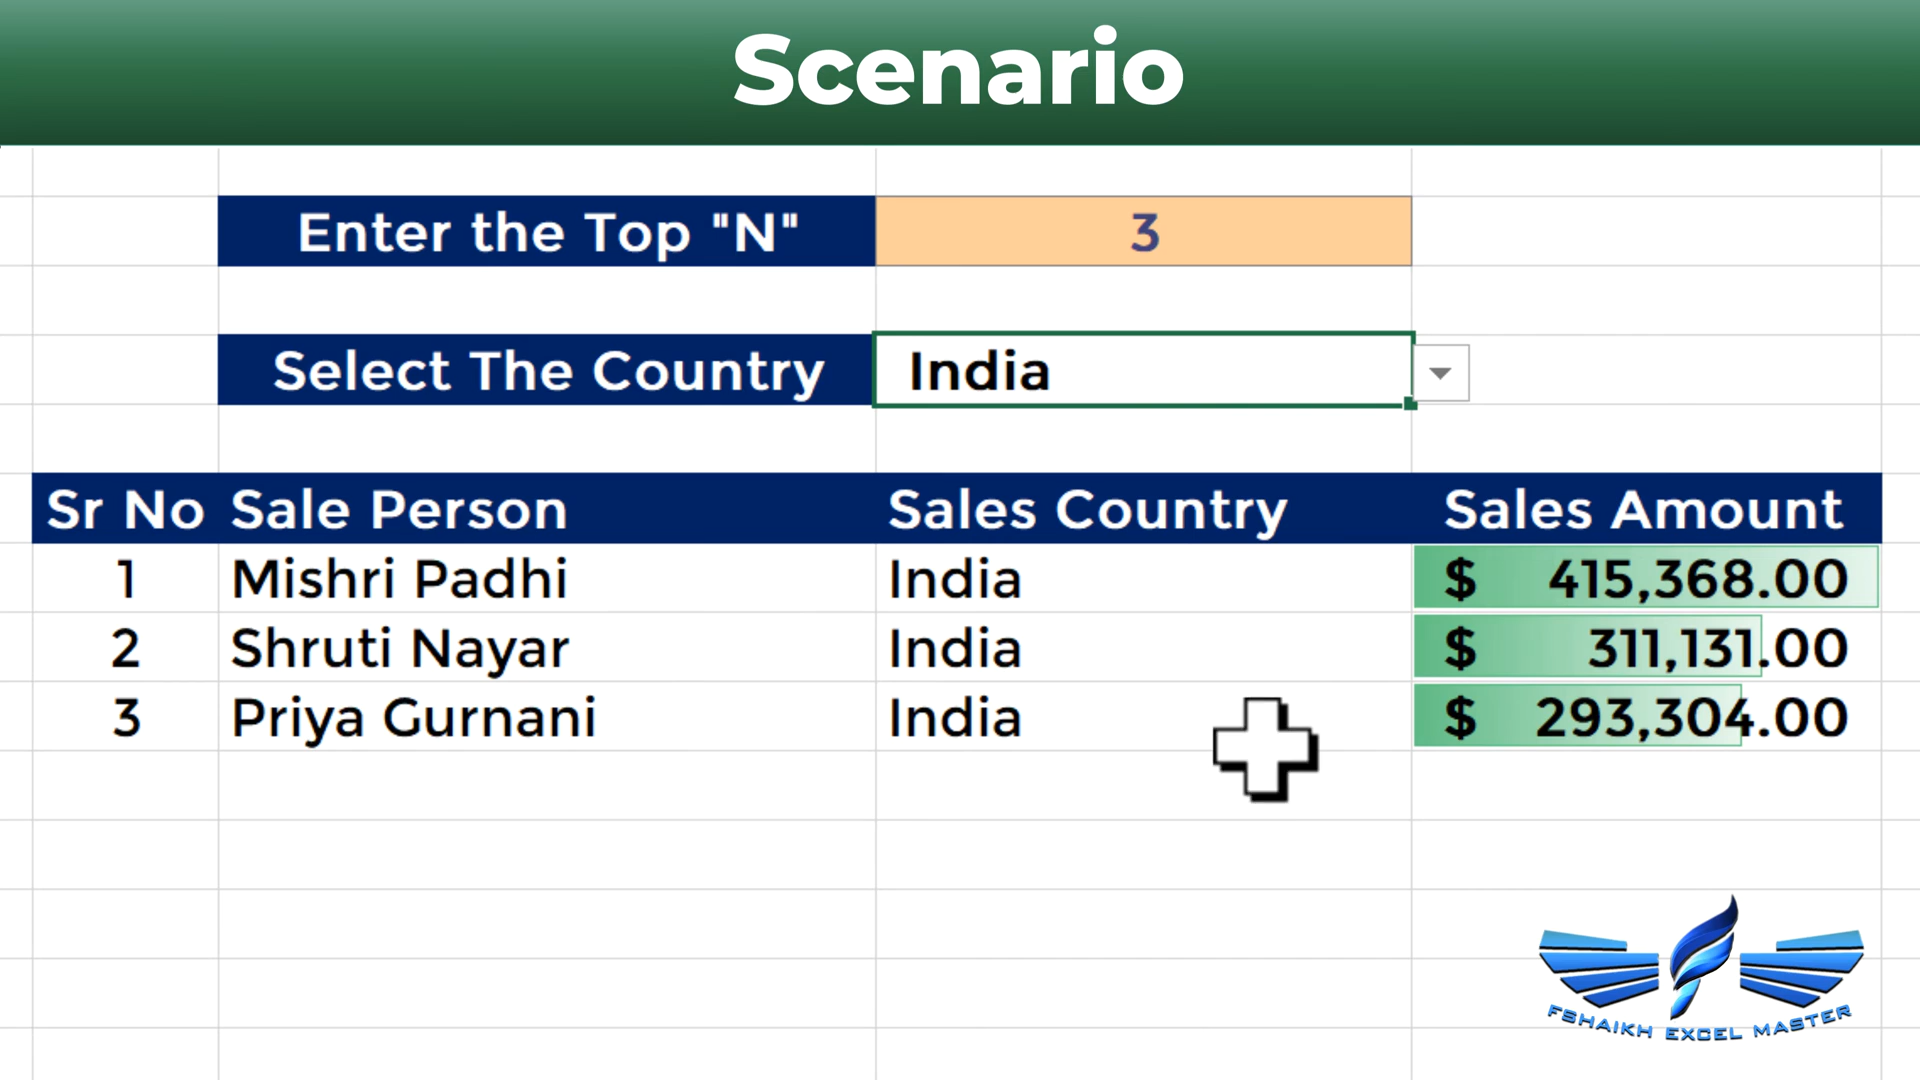 Scenario
Enter the Top "N" 3
Select The Country India
Sr No Sale Person Sales Country Sales Amount
1 Mishri Padhi India $ 415,368.00
2 Shruti Nayar India $ 311,131.00
3 Priya Gurnani India $ 293,304.00
FSHAIKH EXCEL MASTER